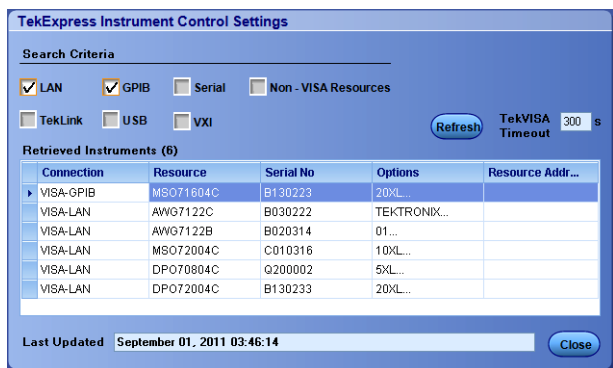 TekExpress Instrument Control Settings
Search Criteria
LAN GPIB Serial Non - VISA Resources
TekLink USB VXI
Refresh TekVISA Timeout 300 s
Retrieved Instruments (6)
Connection Resource Serial No Options Resource Addr...
VISA-GPIB MSO71604C B130223 20XL...
VISA-LAN AWG7122C B030222 TEKTRONIX...
VISA-LAN AWG7122B B020314 01...
VISA-LAN MSO72004C C010316 10XL...
VISA-LAN DPO70804C Q200002 5XL...
VISA-LAN DPO72004C B130233 20XL...
Last Updated September 01, 2011 03:46:14 Close